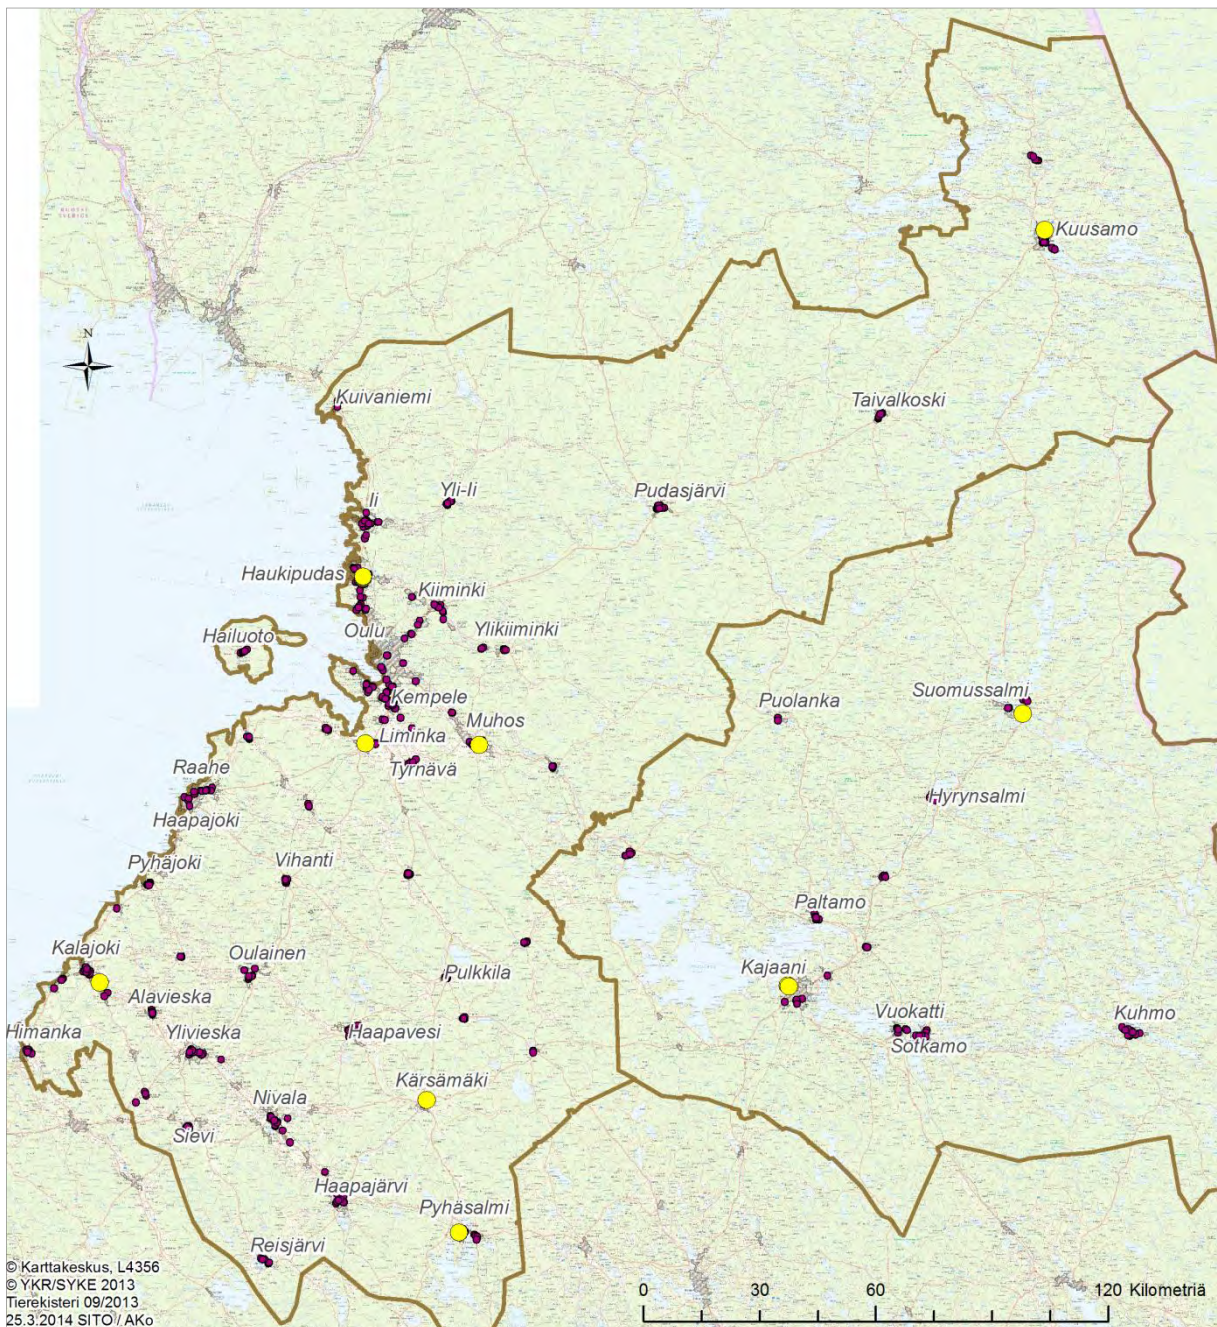 Kuusamo
N
Kuivaniemi
Taivalkoski
Ii
Yli-Ii
Pudasjärvi
Haukipudas
Kiiminki
Hailuoto
Oulu
Ylikiiminki
Kempele
Puolanka
Suomussalmi
Liminka
Muhos
Tyrnävä
Raahe
Haapajoki
Hyrynsalmi
Pyhäjoki
Vihanti
Paltamo
Kalajoki
Oulainen
Pulkkila
Kajaani
Alavieska
Himanka
Ylivieska
Haapavesi
Vuokatti
Sotkamo
Kuhmo
Kärsämäki
Nivala
Sievi
Haapajärvi
Pyhäsalmi
Reisjärvi
© Karttakeskus, L4356
© YKR/SYKE 2013
Tierekisteri 09/2013
25.3.2014 SITO / AKo
0 30 60 120 Kilometriä